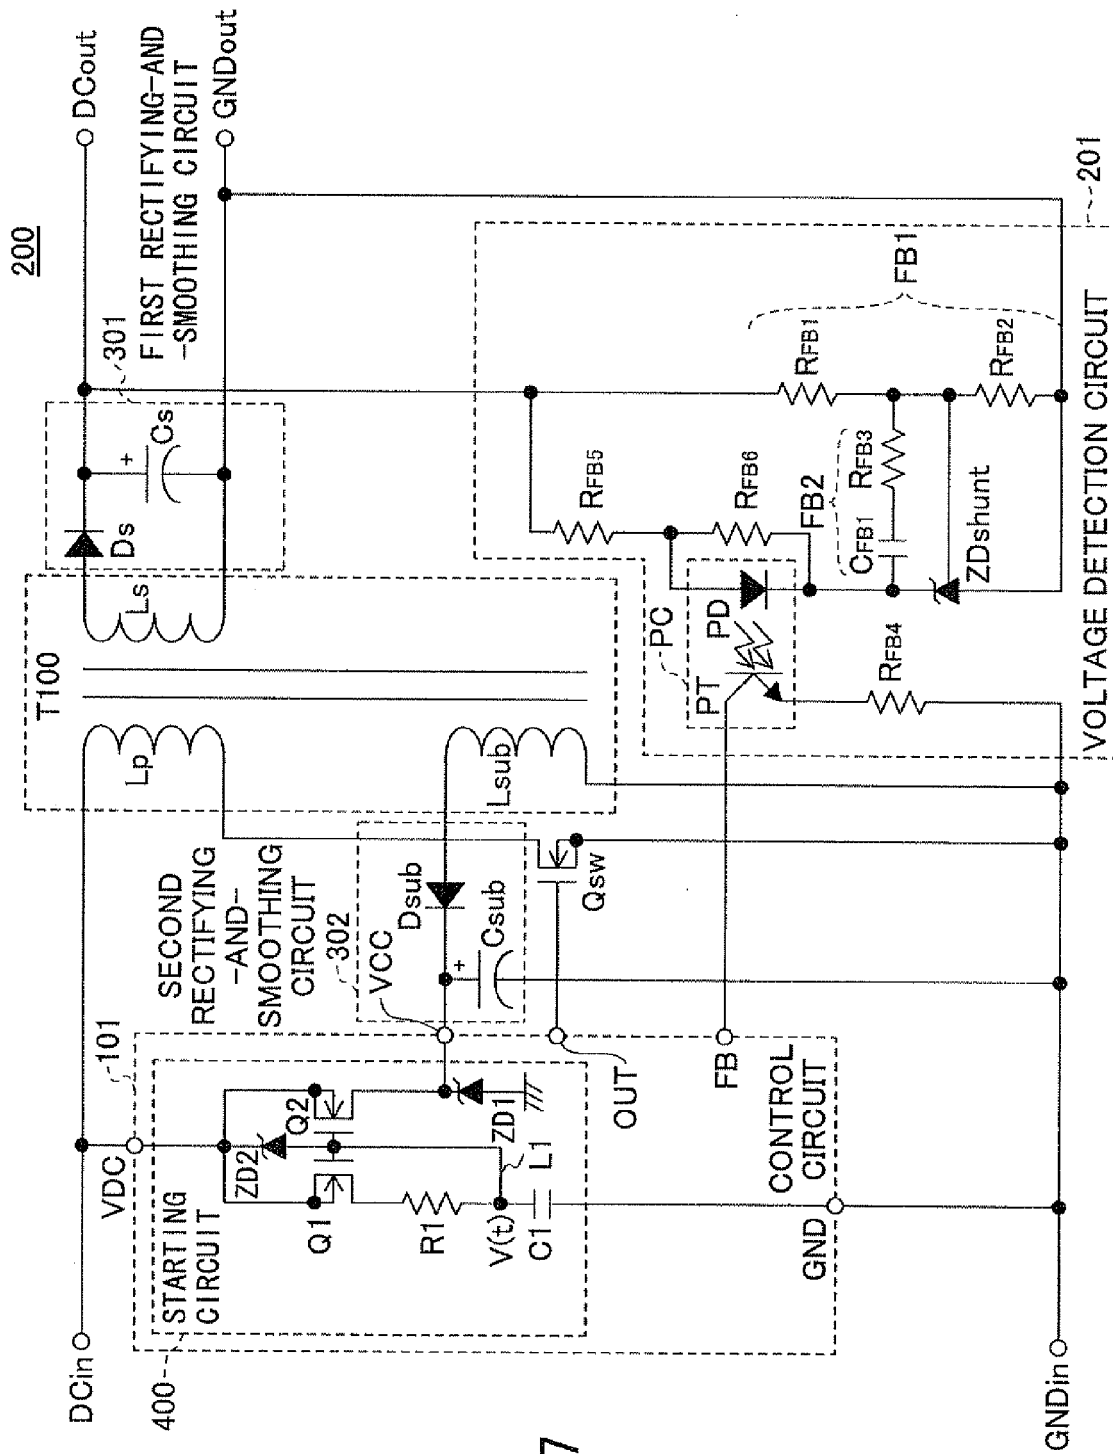 200
DCin
DCout
GNDout
FIRST RECTIFYING-AND
-SMOOTHING CIRCUIT
301
Ds
Cs
+
T100
Lp
Ls
Lsub
SECOND
RECTIFYING
-AND-
SMOOTHING
CIRCUIT
302
VCC
Dsub
Csub
+
Qsw
101
VDC
STARTING
CIRCUIT
400
ZD2
Q1
Q2
R1
V(t)
C1
L1
ZD1
OUT
FB
CONTROL
CIRCUIT
GND
GNDin
PC
PT
PD
RFB5
RFB6
FB2
CFB1
RFB3
RFB1
FB1
RFB2
ZDshunt
RFB4
VOLTAGE DETECTION CIRCUIT
201
7